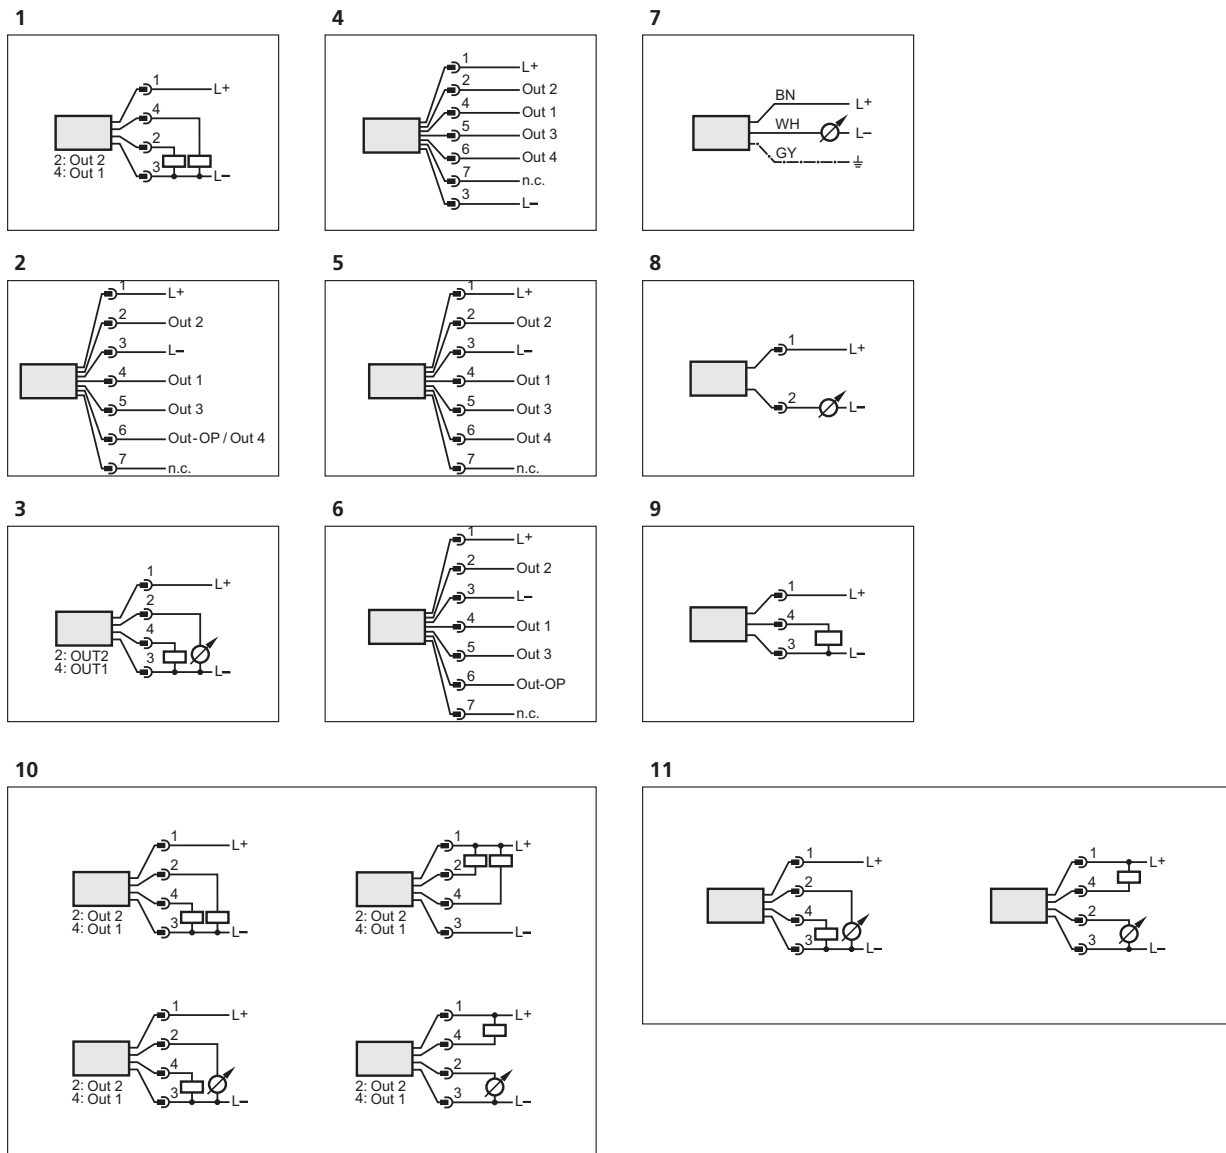 1
1
L+
4
2
2: Out 2
4: Out 1
3
L–
4
1
L+
2
Out 2
4
Out 1
5
Out 3
6
Out 4
7
n.c.
3
L–
7
BN
L+
WH
L–
GY
2
1
L+
2
Out 2
3
L–
4
Out 1
5
Out 3
6
Out-OP / Out 4
7
n.c.
5
1
L+
2
Out 2
3
L–
4
Out 1
5
Out 3
6
Out 4
7
n.c.
8
1
L+
2
L–
3
1
L+
2
4
2: OUT2
4: OUT1
3
L–
6
1
L+
2
Out 2
3
L–
4
Out 1
5
Out 3
6
Out-OP
7
n.c.
9
1
L+
4
3
L–
10
1
L+
2
4
2: Out 2
4: Out 1
3
L–
1
L+
2
4
2: Out 2
4: Out 1
3
L–
1
L+
2
4
2: Out 2
4: Out 1
3
L–
1
L+
4
2
2: Out 2
4: Out 1
3
L–
11
1
L+
2
4
3
L–
1
L+
4
2
3
L–